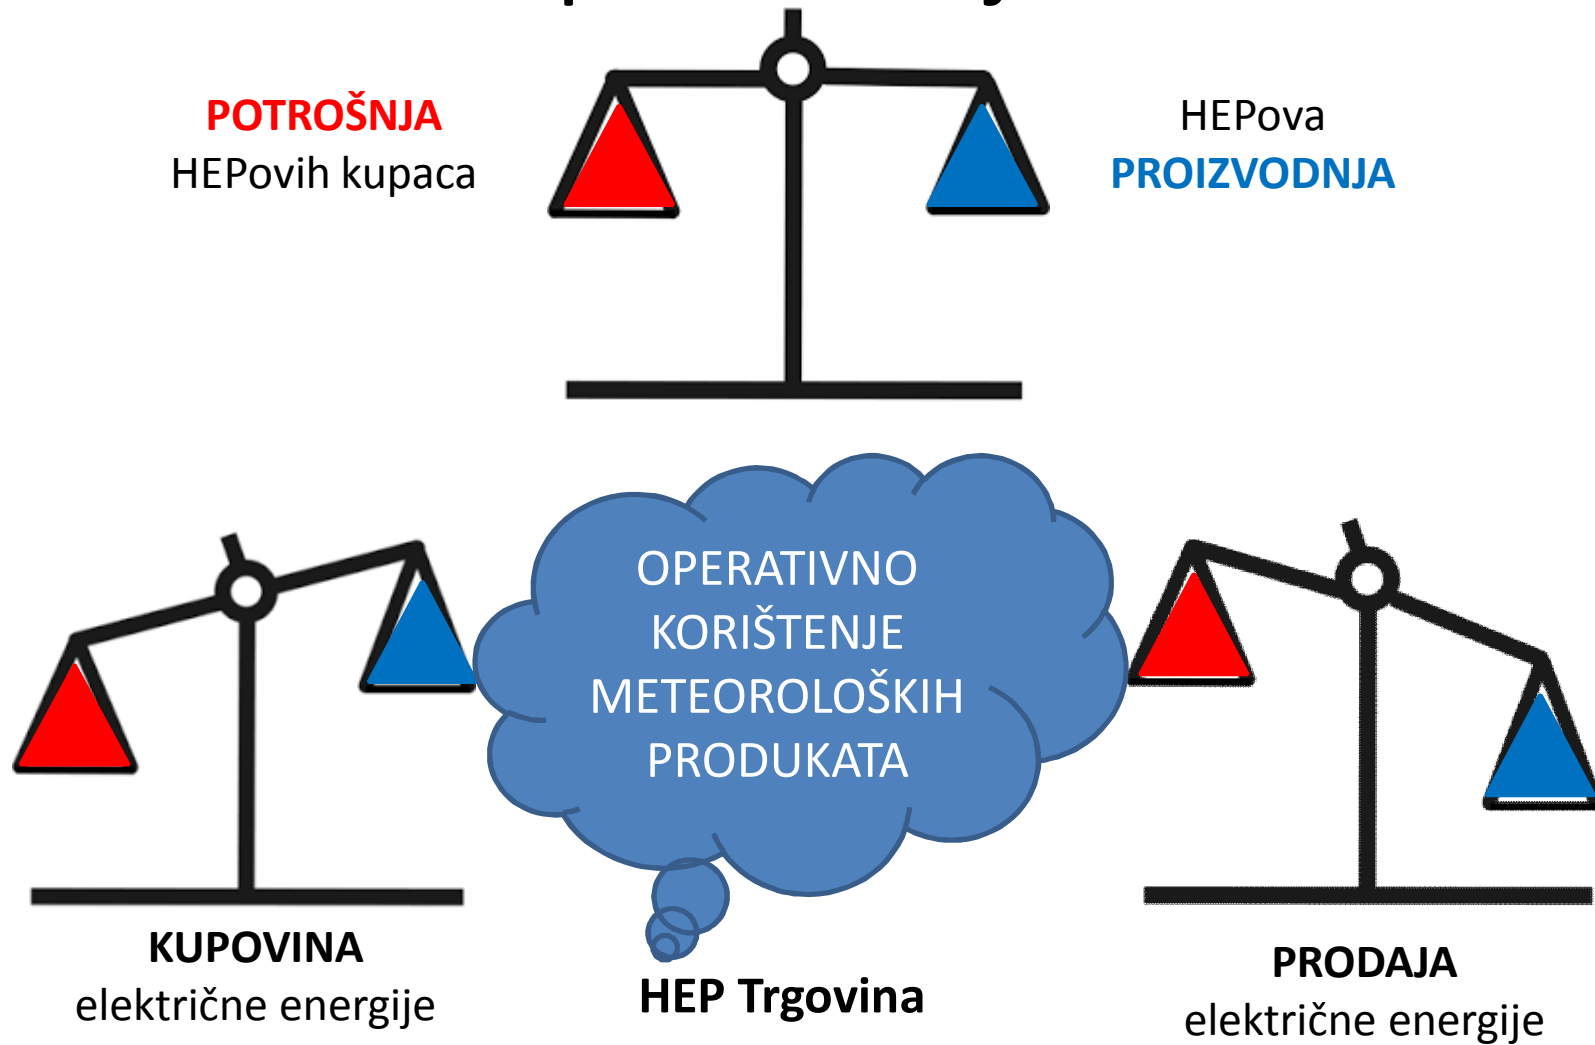 POTROŠNJA
HEPovih kupaca
HEPova
PROIZVODNJA
OPERATIVNO
KORIŠTENJE
METEOROLOŠKIH
PRODUKATA
KUPOVINA
električne energije
HEP Trgovina
PRODAJA
električne energije